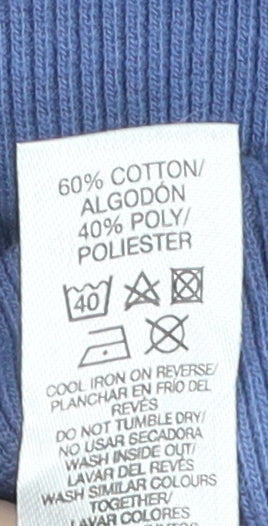 60% COTTON/
ALGODÓN
40% POLY/
POLIESTER
40
COOL IRON ON REVERSE/
PLANCHAR EN FRÍO DEL
REVÉS
DO NOT TUMBLE DRY/
NO USAR SECADORA
WASH INSIDE OUT/
LAVAR DEL REVÉS
WASH SIMILAR COLOURS
TOGETHER/
LAVAR COLORES